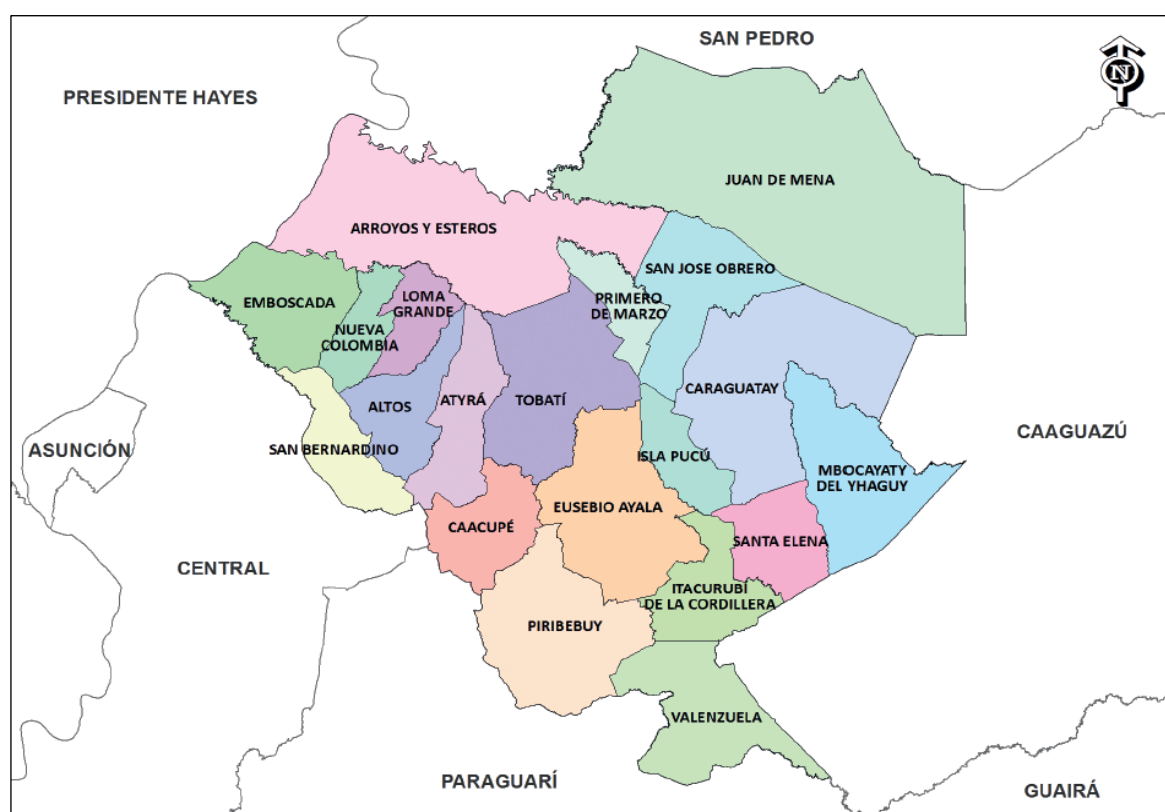 SAN PEDRO
N
PRESIDENTE HAYES
JUAN DE MENA
ARROYOS Y ESTEROS
SAN JOSE OBRERO
EMBOSCADA
LOMA
GRANDE
PRIMERO
DE MARZO
NUEVA
COLOMBIA
CARAGUATAY
ALTOS
ATYRÁ
TOBATÍ
CAAGUAZÚ
ASUNCIÓN
SAN BERNARDINO
ISLA PUCÚ
MBOCAYATY
DEL YHAGUY
EUSEBIO AYALA
CAACUPÉ
SANTA ELENA
CENTRAL
ITACURUBÍ
DE LA CORDILLERA
PIRIBEBUY
VALENZUELA
PARAGUARÍ
GUAIRÁ